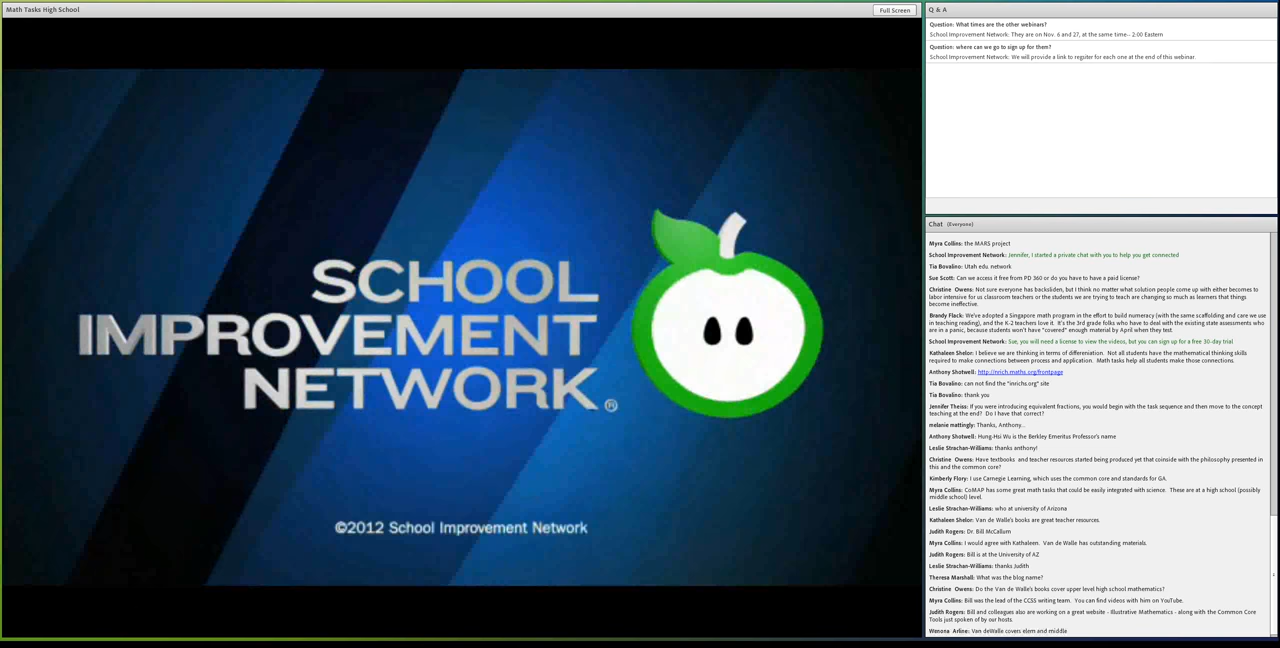 Math Tasks High School
Full Screen
SCHOOL
IMPROVEMENT
NETWORK®
©2012 School Improvement Network
Q & A
Question: What times are the other webinars?
School Improvement Network: They are on Nov. 6 and 27, at the same time-- 2:00 Eastern
Question: where can we go to sign up for them?
School Improvement Network: We will provide a link to register for each one at the end of this webinar.
Chat (Everyone)
Myra Collins: the MARS project
School Improvement Network: Jennifer, I started a private chat with you to help you get connected
Tia Bovalino: Utah edu. network
Sue Scott: Can we access it free from PD 360 or do you have to have a paid license?
Christine Owens: Not sure everyone has backsliden, but I think no matter what solution people come up with either becomes to
labor intensive for us classroom teachers or the students we are trying to teach are changing so much as learners that things
become ineffective.
Brandy Flack: We've adopted a Singapore math program in the effort to build numeracy (with the same scaffolding and care we use
in teaching reading), and the K-2 teachers love it. It's the 3rd grade folks who have to deal with the existing state assessments who
are in a panic, because students won't have "covered" enough material by April when they test.
School Improvement Network: Sue, you will need a license to view the videos, but you can sign up for a free 30-day trial
Kathaleen Shelor: I believe we are thinking in terms of differeniation. Not all students have the mathematical thinking skills
required to make connections between process and application. Math tasks help all students make those connections.
Anthony Shotwell: http://nrich.maths.org/frontpage
Tia Bovalino: can not find the "inrichs.org" site
Tia Bovalino: thank you
Jennifer Theiss: If you were introducing equivalent fractions, you would begin with the task sequence and then move to the concept
teaching at the end? Do I have that correct?
melanie mattingly: Thanks, Anthony...
Anthony Shotwell: Hung-Hsi Wu is the Berkley Emeritus Professor's name
Leslie Strachan-Williams: thanks anthony!
Christine Owens: Have textbooks and teacher resources started being produced yet that coinside with the philosophy presented in
this and the common core?
Kimberly Flory: I use Carnegie Learning, which uses the common core and standards for GA.
Myra Collins: CoMAP has some great math tasks that could be easily integrated with science. These are at a high school (possibly
middle school) level.
Leslie Strachan-Williams: who at university of Arizona
Kathaleen Shelor: Van de Walle's books are great teacher resources.
Judith Rogers: Dr. Bill McCallum
Myra Collins: I would agree with Kathaleen. Van de Walle has outstanding materials.
Judith Rogers: Bill is at the University of AZ
Leslie Strachan-Williams: thanks Judith
Theresa Marshall: What was the blog name?
Christine Owens: Do the Van de Walle's books cover upper level high school mathematics?
Myra Collins: Bill was the lead of the CCSS writing team. You can find videos with him on YouTube.
Judith Rogers: Bill and colleagues also are working on a great website - Illustrative Mathematics - along with the Common Core
Tools just spoken of by our hosts.
Wenona Arline: Van deWalle covers elem and middle